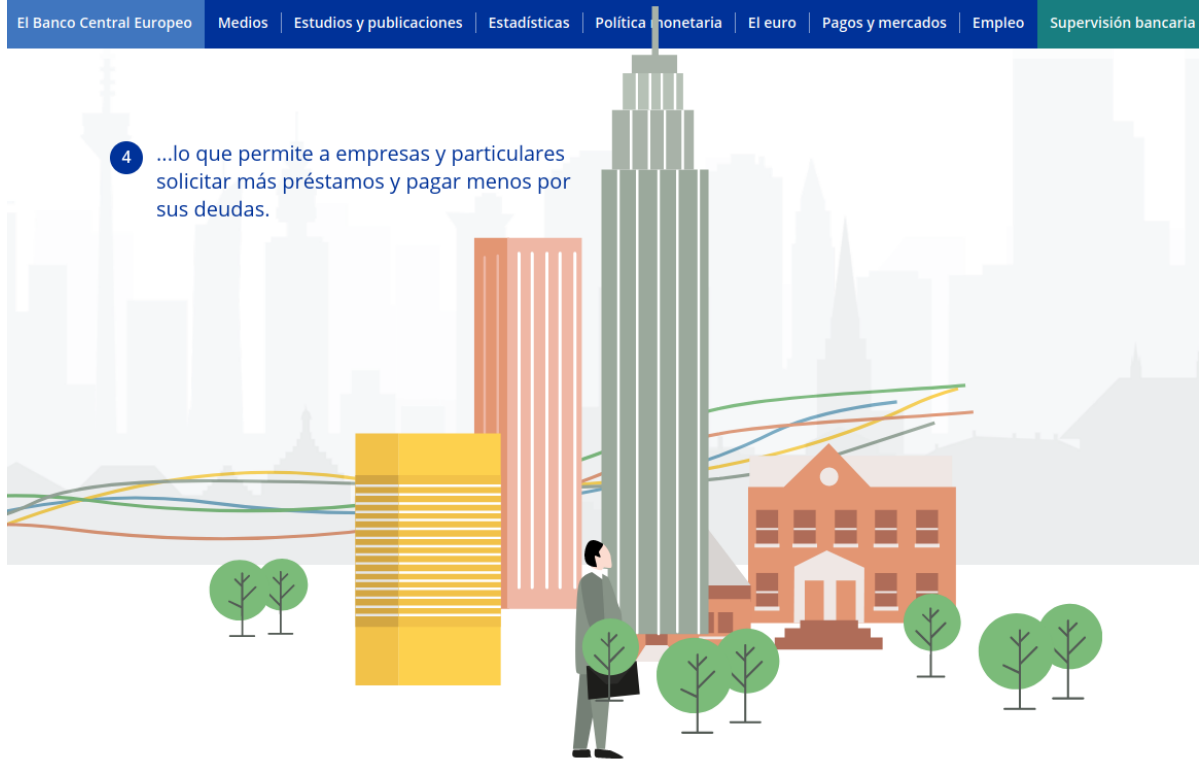 El Banco Central Europeo Medios Estudios y publicaciones Estadísticas Política monetaria El euro Pagos y mercados Empleo Supervisión bancaria
4 ...lo que permite a empresas y particulares
solicitar más préstamos y pagar menos por
sus deudas.